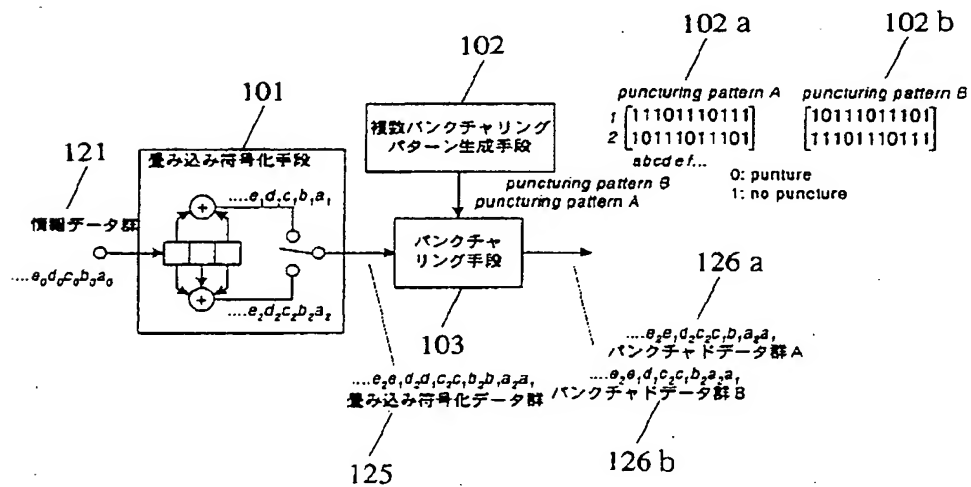 102 a
102 b
102
puncturing pattern A
puncturing pattern B
101
1 [11101110111]
2 [10111011101]
[10111011101]
[11101110111]
複数パンクチャリング
パターン生成手段
abcdef...
0: punture
1: no puncture
121
畳み込み符号化手段
....e₁d₁c₁b₁a₁
puncturing pattern B
puncturing pattern A
情報データ群
+
パンクチャ
リング手段
....e₀d₀c₀b₀a₀
+
....e₂d₂c₂b₂a₂
126 a
103
....e₂e₁d₂c₂c₁b₁a₂a₁
パンクチャドデータ群 A
....e₂e₁d₂d₁c₂c₁b₂b₁a₂a₁
....e₂e₁d₁c₂c₁b₂a₂a₁
畳み込み符号化データ群
パンクチャドデータ群 B
125
126 b